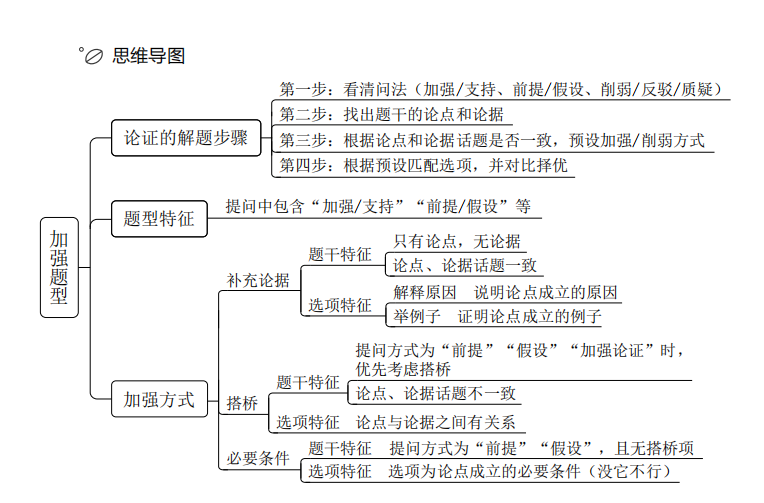 思维导图
第一步：看清问法（加强/支持、前提/假设、削弱/反驳/质疑）
第二步：找出题干的论点和论据
论证的解题步骤
第三步：根据论点和论据话题是否一致，预设加强/削弱方式
第四步：根据预设匹配选项，并对比择优
题型特征
提问中包含“加强/支持”“前提/假设”等
加强题型
补充论据
题干特征
只有论点，无论据
论点、论据话题一致
选项特征
解释原因 说明论点成立的原因
举例子 证明论点成立的例子
加强方式
搭桥
题干特征
提问方式为“前提”“假设”“加强论证”时，
优先考虑搭桥
论点、论据话题不一致
选项特征 论点与论据之间有关系
必要条件
题干特征 提问方式为“前提”“假设”，且无搭桥项
选项特征 选项为论点成立的必要条件（没它不行）